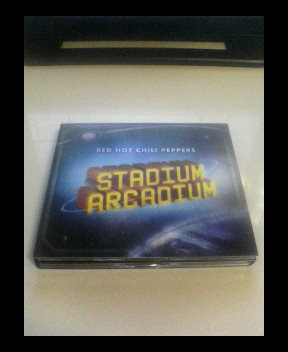 RED HOT CHILI PEPPERS
STADIUM
ARCADIUM